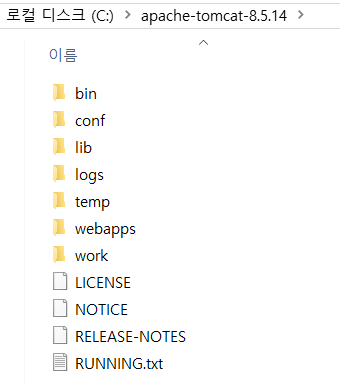 로컬 디스크 (C:) > apache-tomcat-8.5.14 >
이름
bin
conf
lib
logs
temp
webapps
work
LICENSE
NOTICE
RELEASE-NOTES
RUNNING.txt